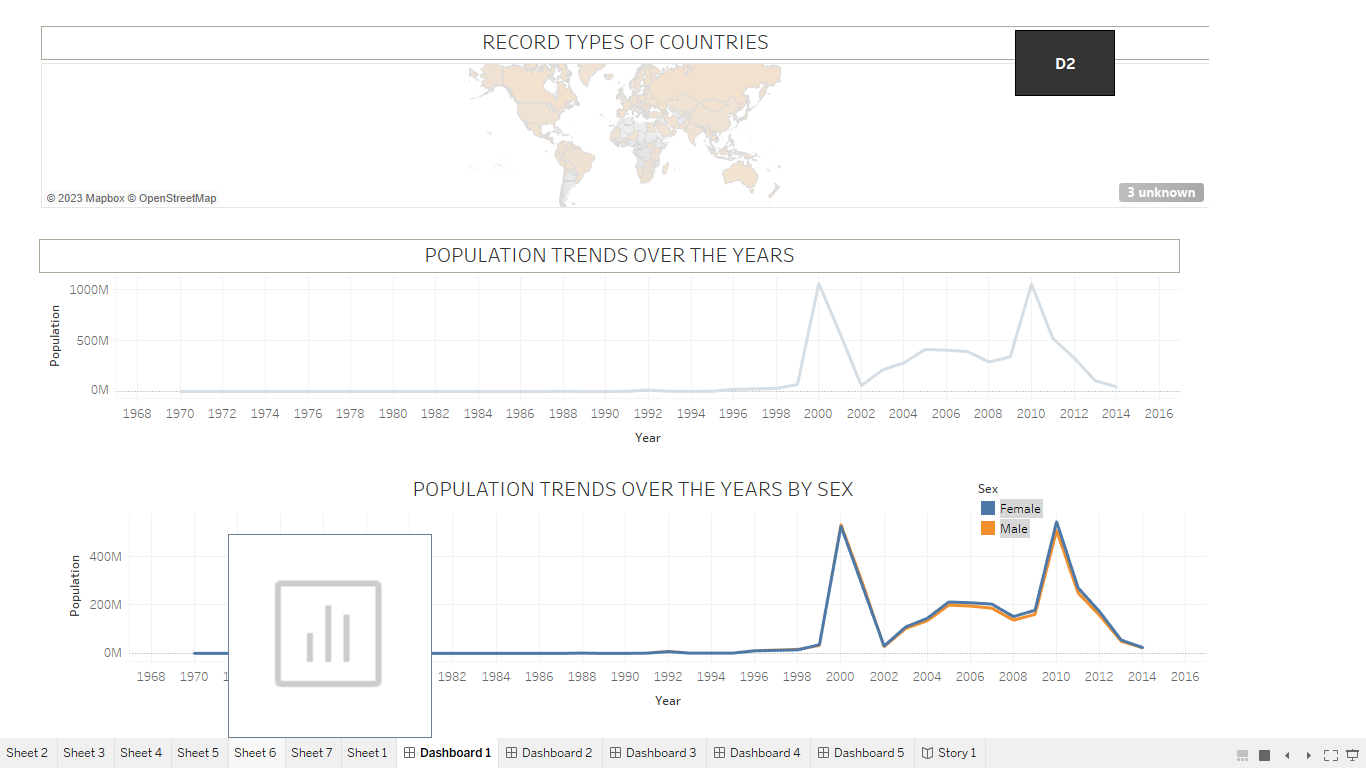 RECORD TYPES OF COUNTRIES
D2
© 2023 Mapbox © OpenStreetMap
3 unknown
POPULATION TRENDS OVER THE YEARS
1000M
500M
0M
Population
1968 1970 1972 1974 1976 1978 1980 1982 1984 1986 1988 1990 1992 1994 1996 1998 2000 2002 2004 2006 2008 2010 2012 2014 2016
Year
POPULATION TRENDS OVER THE YEARS BY SEX
Sex
Female
Male
400M
200M
0M
Population
1968 1970 1982 1984 1986 1988 1990 1992 1994 1996 1998 2000 2002 2004 2006 2008 2010 2012 2014 2016
Year
Sheet 2 Sheet 3 Sheet 4 Sheet 5 Sheet 6 Sheet 7 Sheet 1 Dashboard 1 Dashboard 2 Dashboard 3 Dashboard 4 Dashboard 5 Story 1